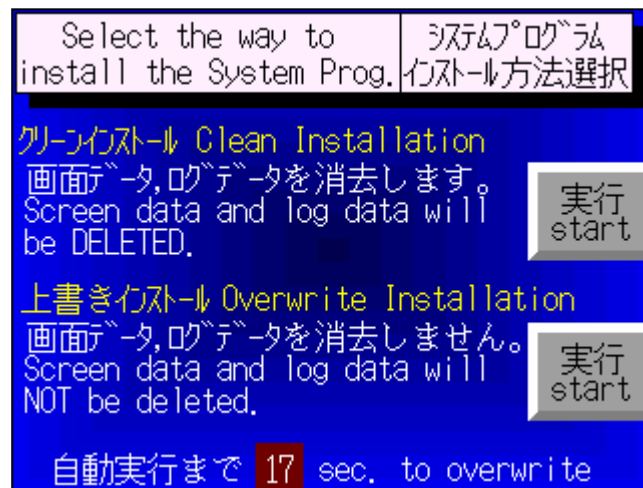 Select the way to
install the System Prog.
ｼｽﾃﾑﾌﾟﾛｸﾞﾗﾑ
ｲﾝｽﾄｰﾙ方法選択
ｸﾘｰﾝｲﾝｽﾄｰﾙ Clean Installation
画面ﾃﾞｰﾀ,ﾛｸﾞﾃﾞｰﾀを消去します。
Screen data and log data will
be DELETED.
実行
start
上書きｲﾝｽﾄｰﾙ Overwrite Installation
画面ﾃﾞｰﾀ,ﾛｸﾞﾃﾞｰﾀを消去しません。
Screen data and log data will
NOT be deleted.
実行
start
自動実行まで 17 sec. to overwrite